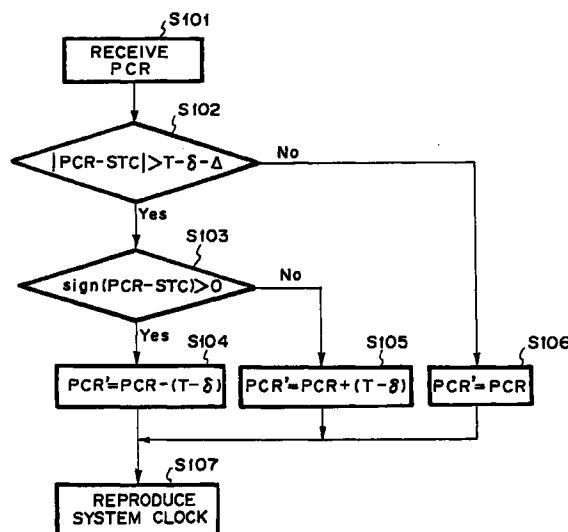 S101
RECEIVE
PCR
S102
|PCR-STC|>T-δ-Δ
No
Yes
S103
sign(PCR-STC)>0
No
Yes
S104
S105
S106
PCR'=PCR-(T-δ)
PCR'=PCR+(T-δ)
PCR'=PCR
S107
REPRODUCE
SYSTEM CLOCK